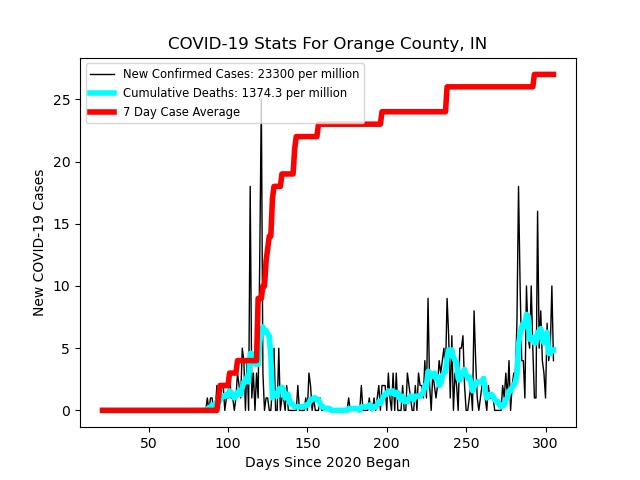 COVID-19 Stats For Orange County, IN
New Confirmed Cases: 23300 per million
Cumulative Deaths: 1374.3 per million
7 Day Case Average
New COVID-19 Cases
25
20
15
10
5
0
50 100 150 200 250 300
Days Since 2020 Began